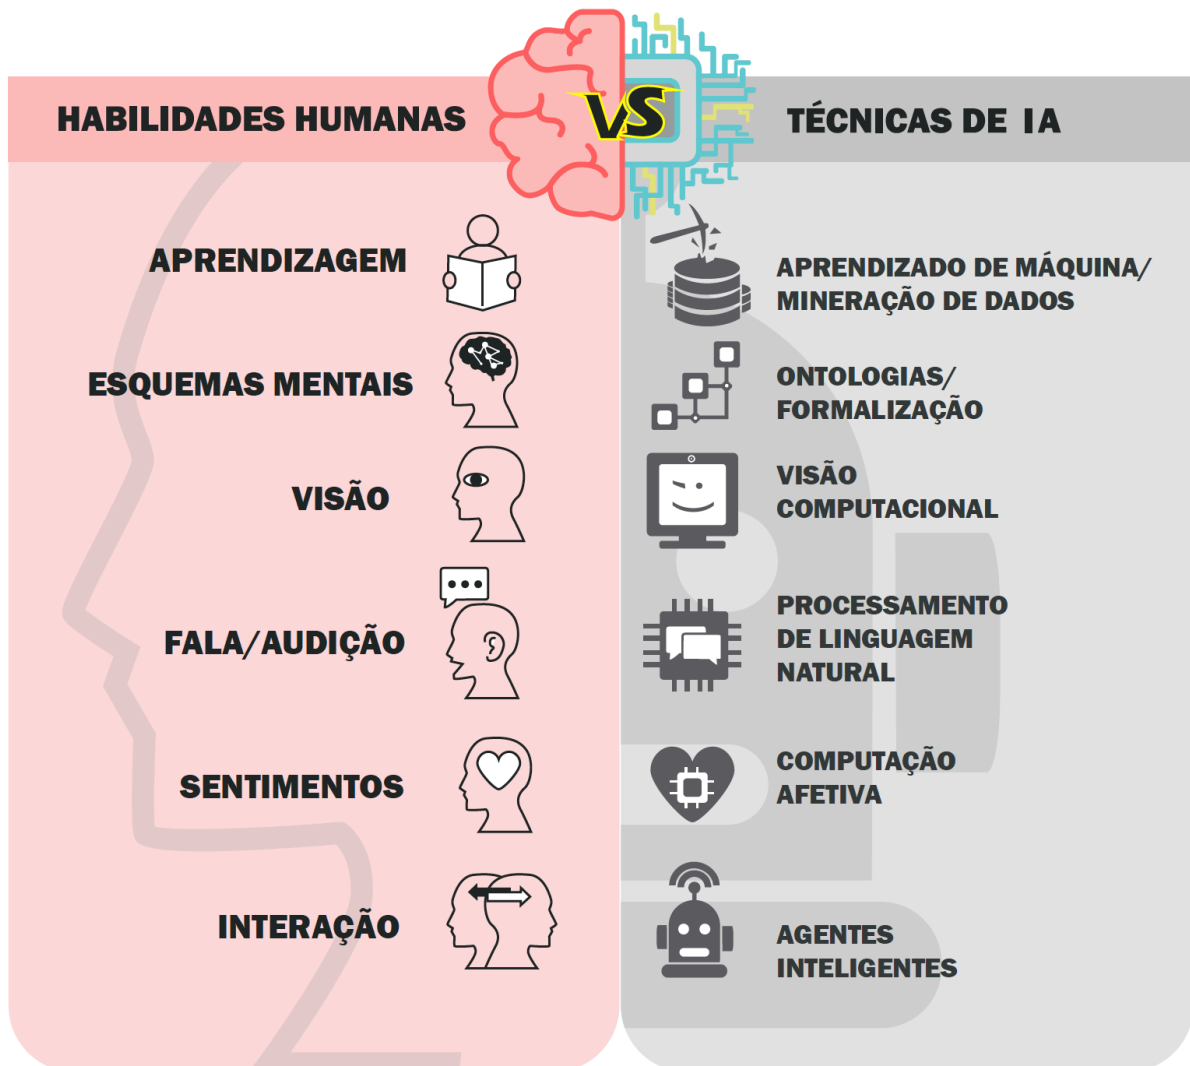 HABILIDADES HUMANAS
VS
TÉCNICAS DE IA
APRENDIZAGEM
APRENDIZADO DE MÁQUINA/
MINERAÇÃO DE DADOS
ESQUEMAS MENTAIS
ONTOLOGIAS/
FORMALIZAÇÃO
VISÃO
VISÃO
COMPUTACIONAL
FALA/AUDIÇÃO
PROCESSAMENTO
DE LINGUAGEM
NATURAL
SENTIMENTOS
COMPUTAÇÃO
AFETIVA
INTERAÇÃO
AGENTES
INTELIGENTES